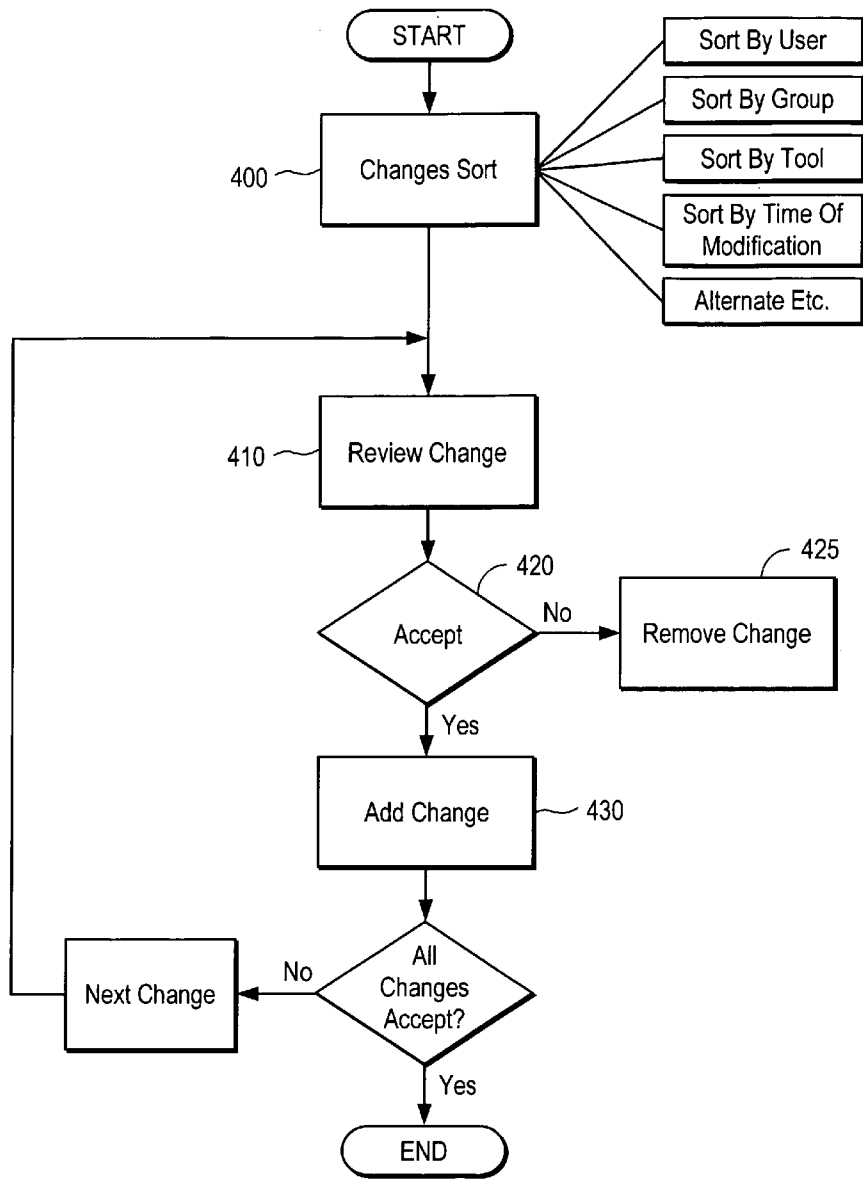 START
Sort By User
Sort By Group
Sort By Tool
Sort By Time Of
Modification
Alternate Etc.
400
Changes Sort
410
Review Change
420
425
Accept
No
Remove Change
Yes
Add Change
430
All
Changes
Accept?
No
Next Change
Yes
END